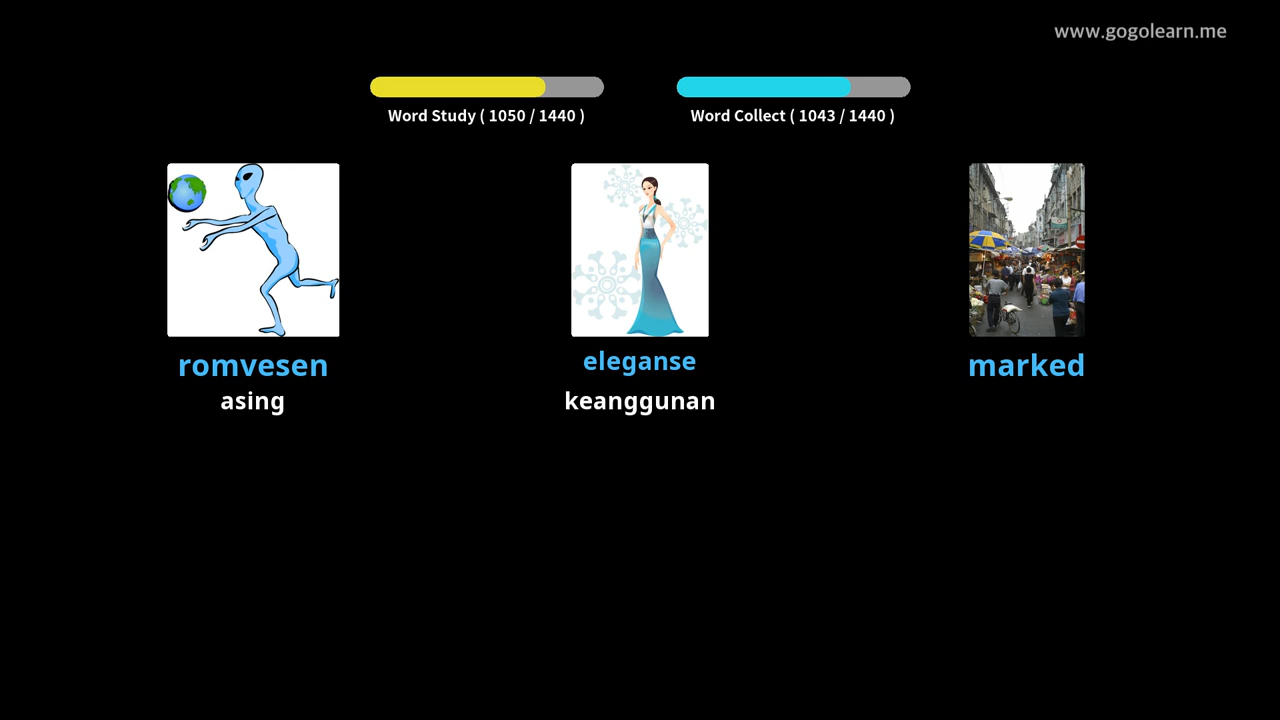 www.gogolearn.me
Word Study ( 1050 / 1440 )
Word Collect ( 1043 / 1440 )
romvesen
asing
eleganse
keanggunan
marked